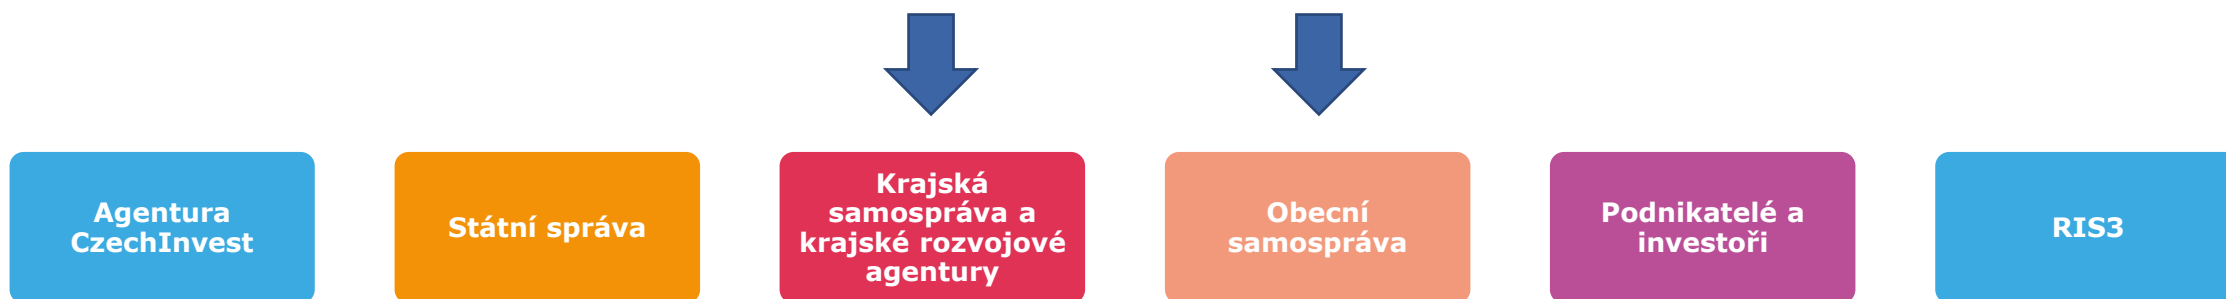 Agentura
CzechInvest
Státní správa
Krajská
samospráva a
krajské rozvojové
agentury
Obecní
samospráva
Podnikatelé a
investoři
RIS3